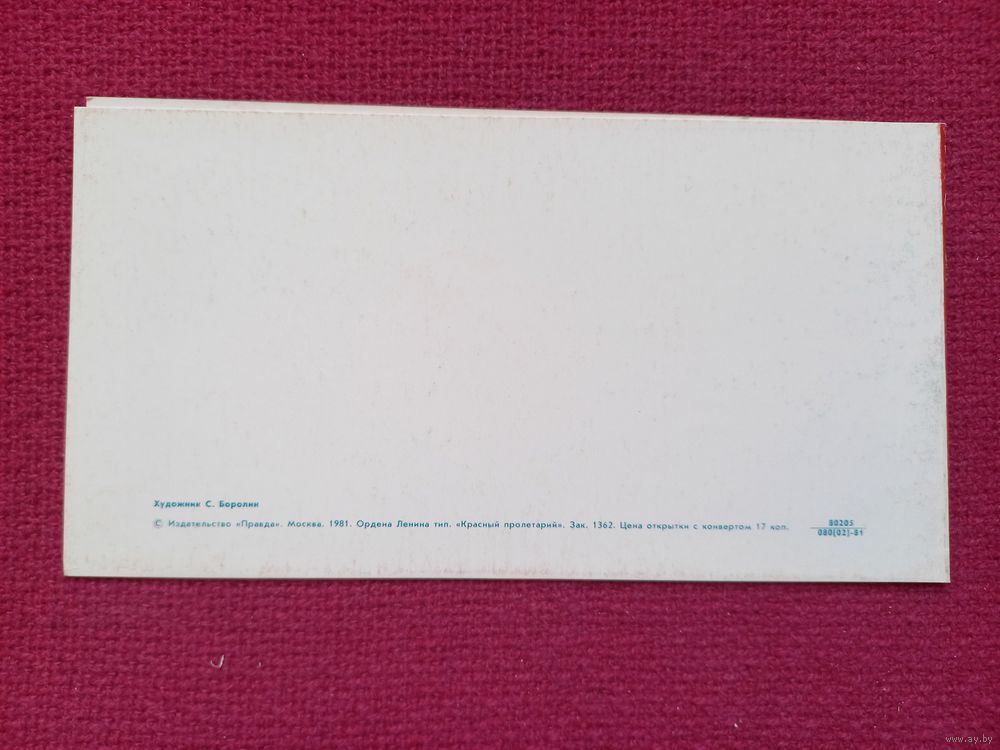 Художник С. Боролин
© Издательство «Правда». Москва. 1981. Ордена Ленина тип. «Красный пролетарий». Зак. 1362. Цена открытки с конвертом 17 коп.
80205
080(02)-81
www.ay.by